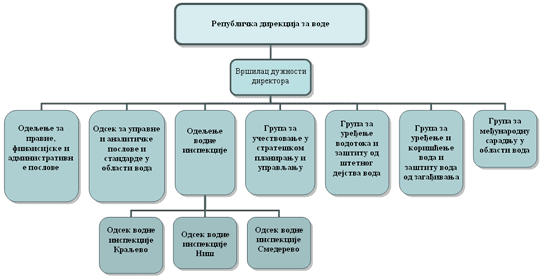 Републичка дирекција за воде
Вршилац дужности
директора
Одељење за
правне,
финансијске и
административн
е послове
Одсек за управне
и аналитичке
послове и
стандарде у
области вода
Одељење
водне
инспекције
Група за
учествовање у
стратешком
планирању и
управљању
Група за
уређење
водотока и
заштиту од
штетног
дејства вода
Група за
уређење и
коришћење
вода и
заштиту вода
од загађивања
Група за
међународну
сарадњу у
области вода
Одсек водне
инспекције
Краљево
Одсек водне
инспекције
Ниш
Одсек водне
инспекције
Смедерево